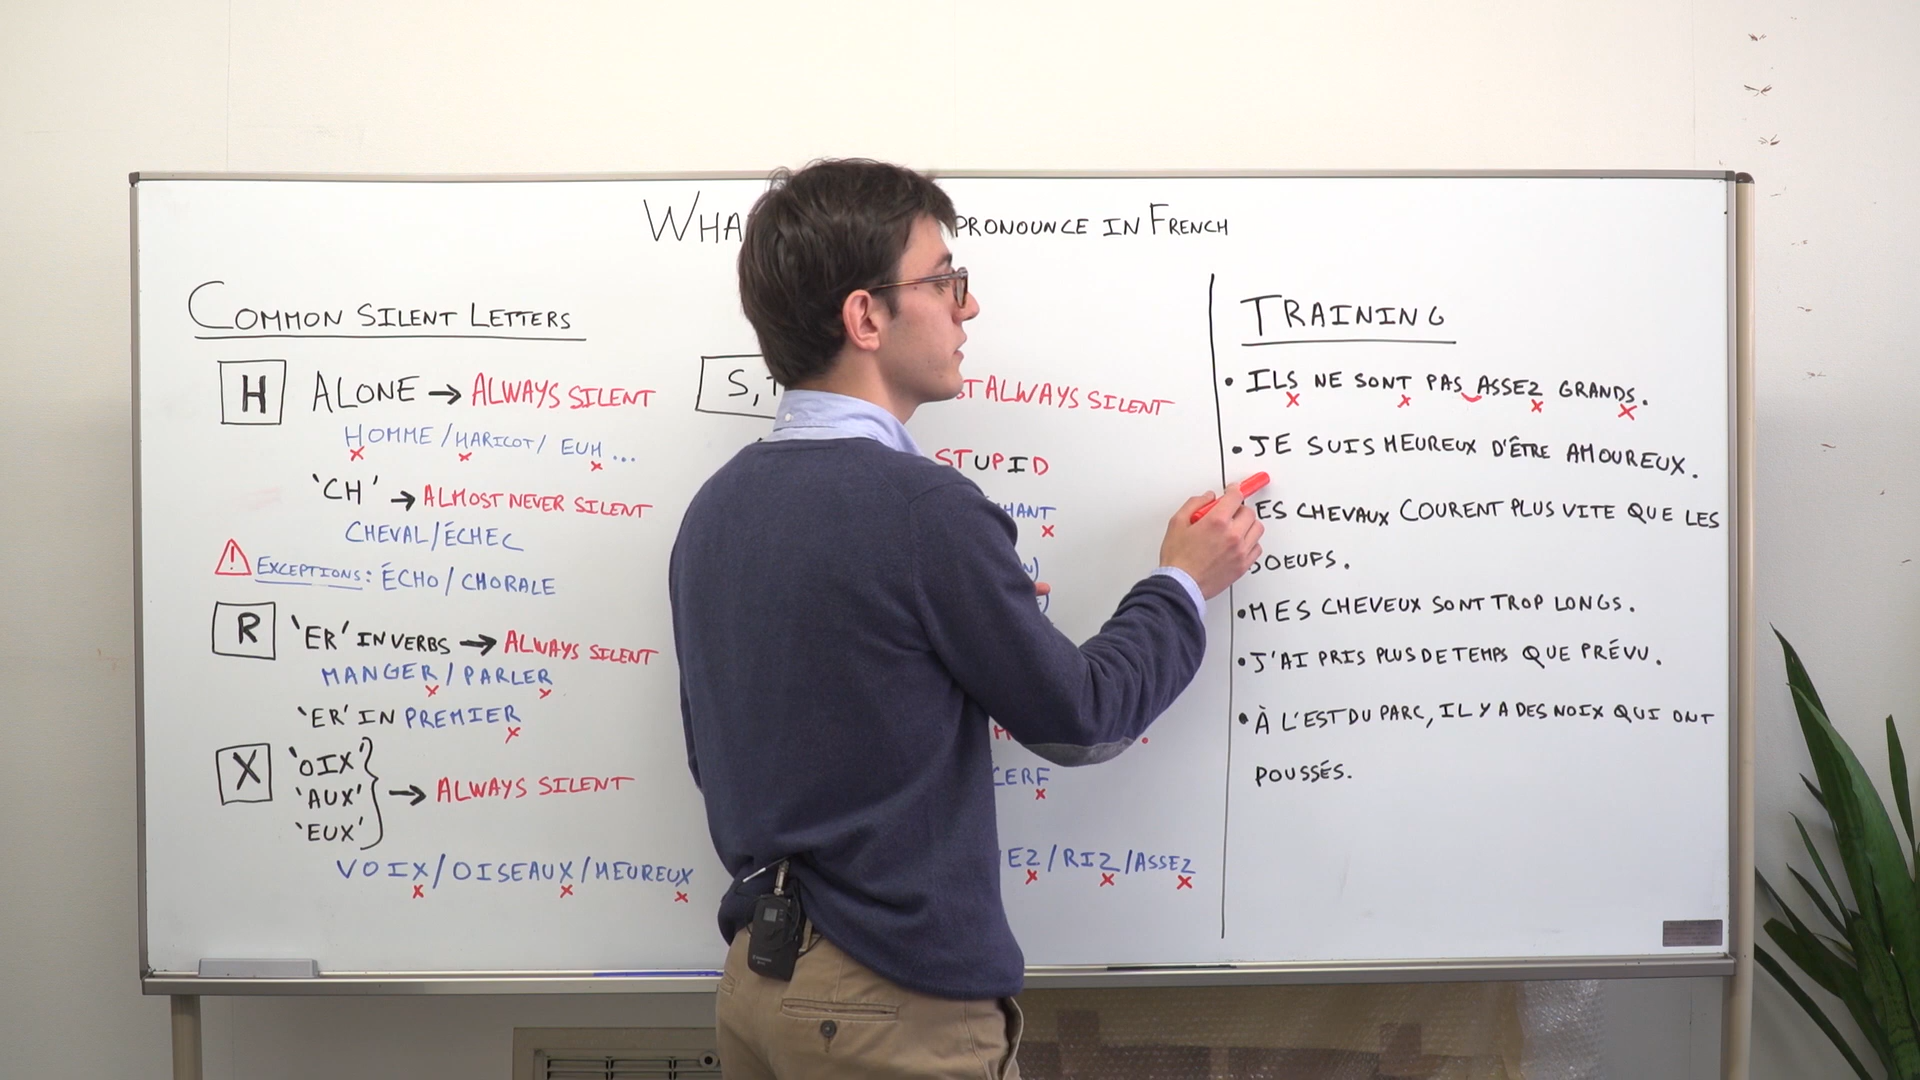 WHA PRONOUNCE IN FRENCH
COMMON SILENT LETTERS
H ALONE → ALWAYS SILENT
HOMME / HARICOT / EUH ...
'CH' → ALMOST NEVER SILENT
CHEVAL / ÉCHEC
EXCEPTIONS: ÉCHO / CHORALE
R 'ER' IN VERBS → ALWAYS SILENT
MANGER / PARLER
'ER' IN PREMIER
X 'OIX'
'AUX' → ALWAYS SILENT
'EUX'
VOIX / OISEAUX / HEUREUX
S, ST ALWAYS SILENT
STUPID
HANT
CERF
EZ / RIZ / ASSEZ
TRAINING
• ILS NE SONT PAS ASSEZ GRANDS.
• JE SUIS HEUREUX D'ÊTRE AMOUREUX.
ES CHEVAUX COURENT PLUS VITE QUE LES
OEUFS.
• MES CHEVEUX SONT TROP LONGS.
• J'AI PRIS PLUS DE TEMPS QUE PRÉVU.
• À L'EST DU PARC, IL Y A DES NOIX QUI ONT
POUSSÉS.